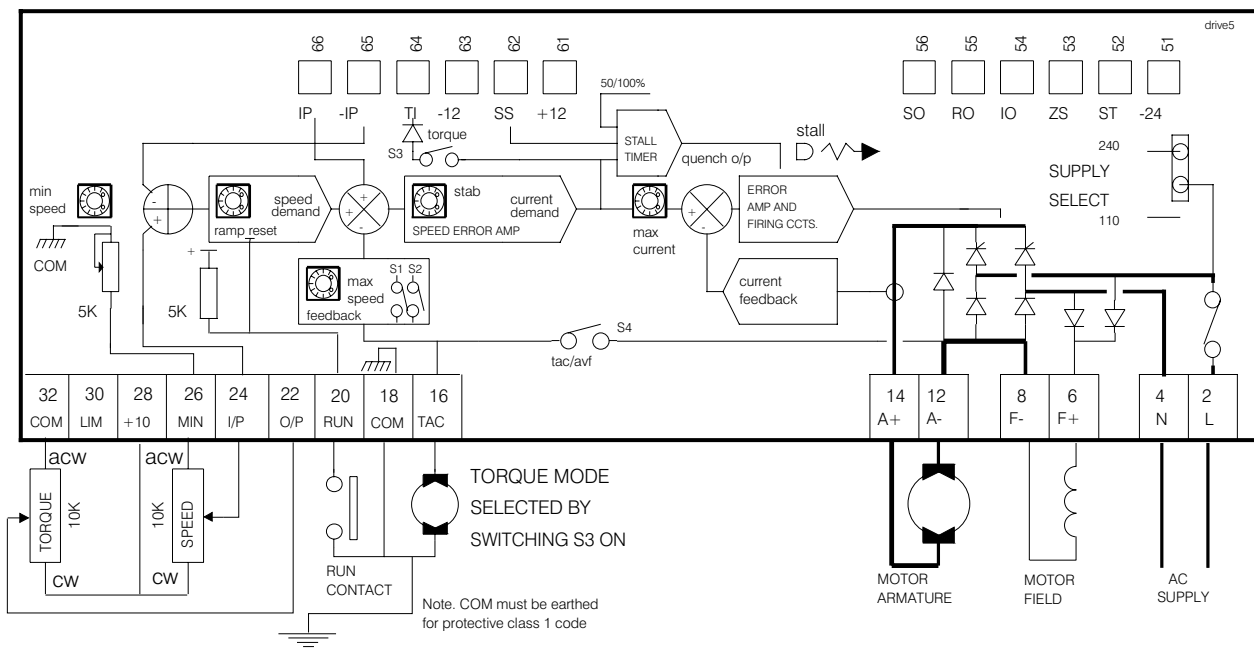 drive5
66 65 64 63 62 61
56 55 54 53 52 51
IP -IP TI -12 SS +12
SO RO IO ZS ST -24
50/100%
torque
S3
STALL
TIMER
quench o/p
stall
240
SUPPLY
SELECT
110
min
speed
COM
5K
- +
speed
demand
ramp reset
+ + -
stab
current
demand
SPEED ERROR AMP
max
current
+ -
ERROR
AMP AND
FIRING CCTS.
+
5K
max
speed
feedback
S1 S2
current
feedback
S4
tac/avf
32 30 28 26 24 22 20 18 16
COM LIM +10 MIN I/P O/P RUN COM TAC
14 12 8 6 4 2
A+ A- F- F+ N L
acw acw
TORQUE
10K
10K
SPEED
cw cw
RUN
CONTACT
TORQUE MODE
SELECTED BY
SWITCHING S3 ON
Note. COM must be earthed
for protective class 1 code
MOTOR
ARMATURE
MOTOR
FIELD
AC
SUPPLY